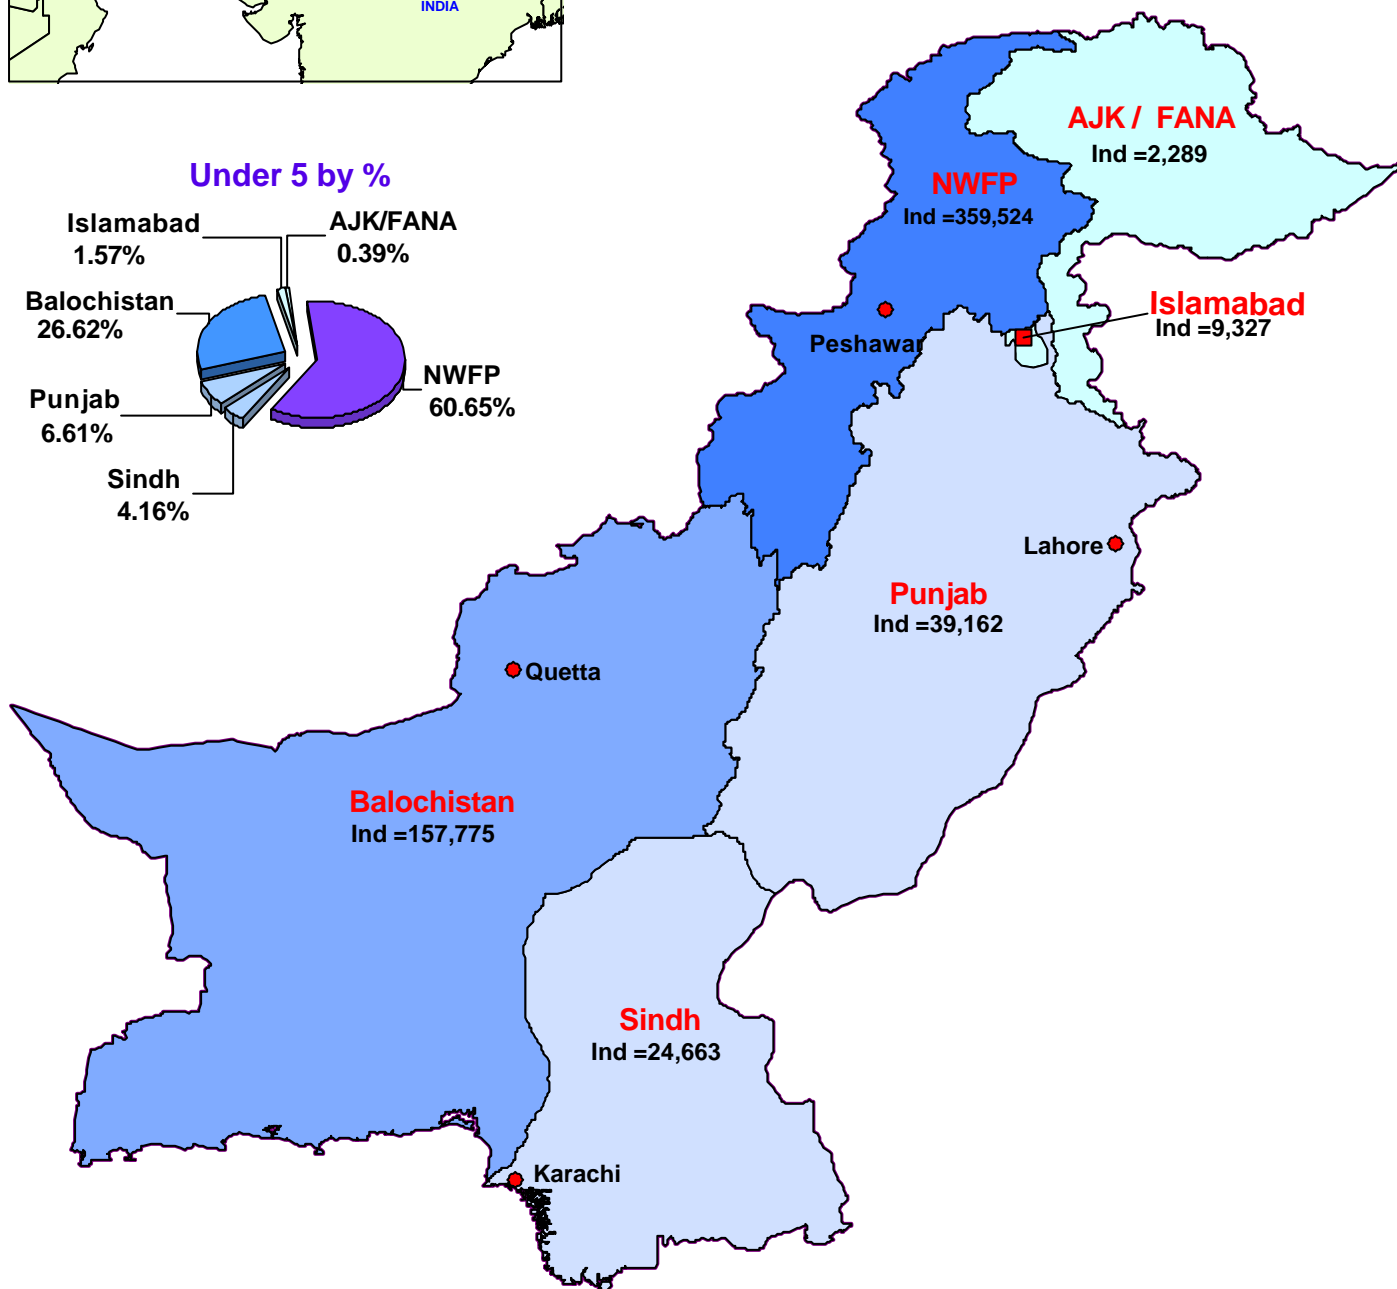 INDIA
Under 5 by %
Islamabad
1.57%
AJK/FANA
0.39%
Balochistan
26.62%
NWFP
60.65%
Punjab
6.61%
Sindh
4.16%
AJK / FANA
Ind =2,289
NWFP
Ind =359,524
Islamabad
Ind =9,327
Peshawar
Lahore
Punjab
Ind =39,162
Quetta
Balochistan
Ind =157,775
Sindh
Ind =24,663
Karachi